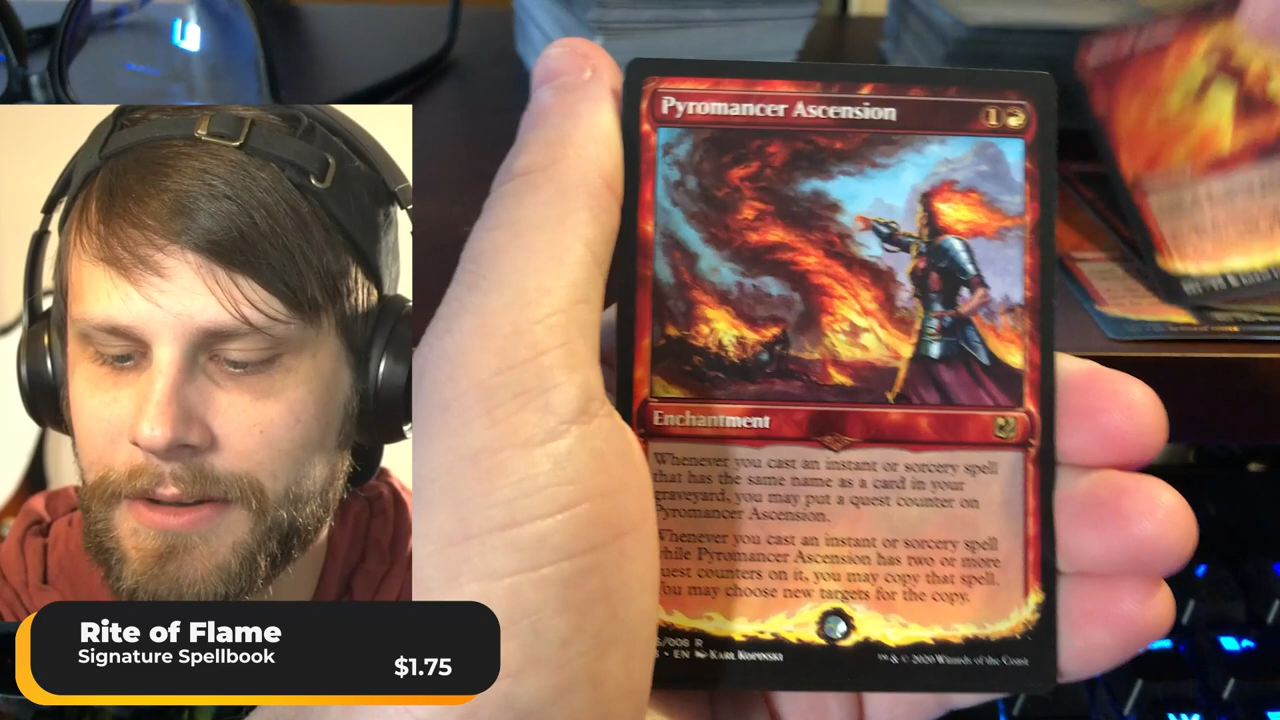 Pyromancer Ascension 1
Enchantment
Whenever you cast an instant or sorcery spell
that has the same name as a card in your
graveyard, you may put a quest counter on
Pyromancer Ascension.
Whenever you cast an instant or sorcery spell
while Pyromancer Ascension has two or more
quest counters on it, you may copy that spell.
You may choose new targets for the copy.
/008 R
• EN Karl Kopinski
™ & © 2020 Wizards of the Coast
Rite of Flame
Signature Spellbook
$1.75